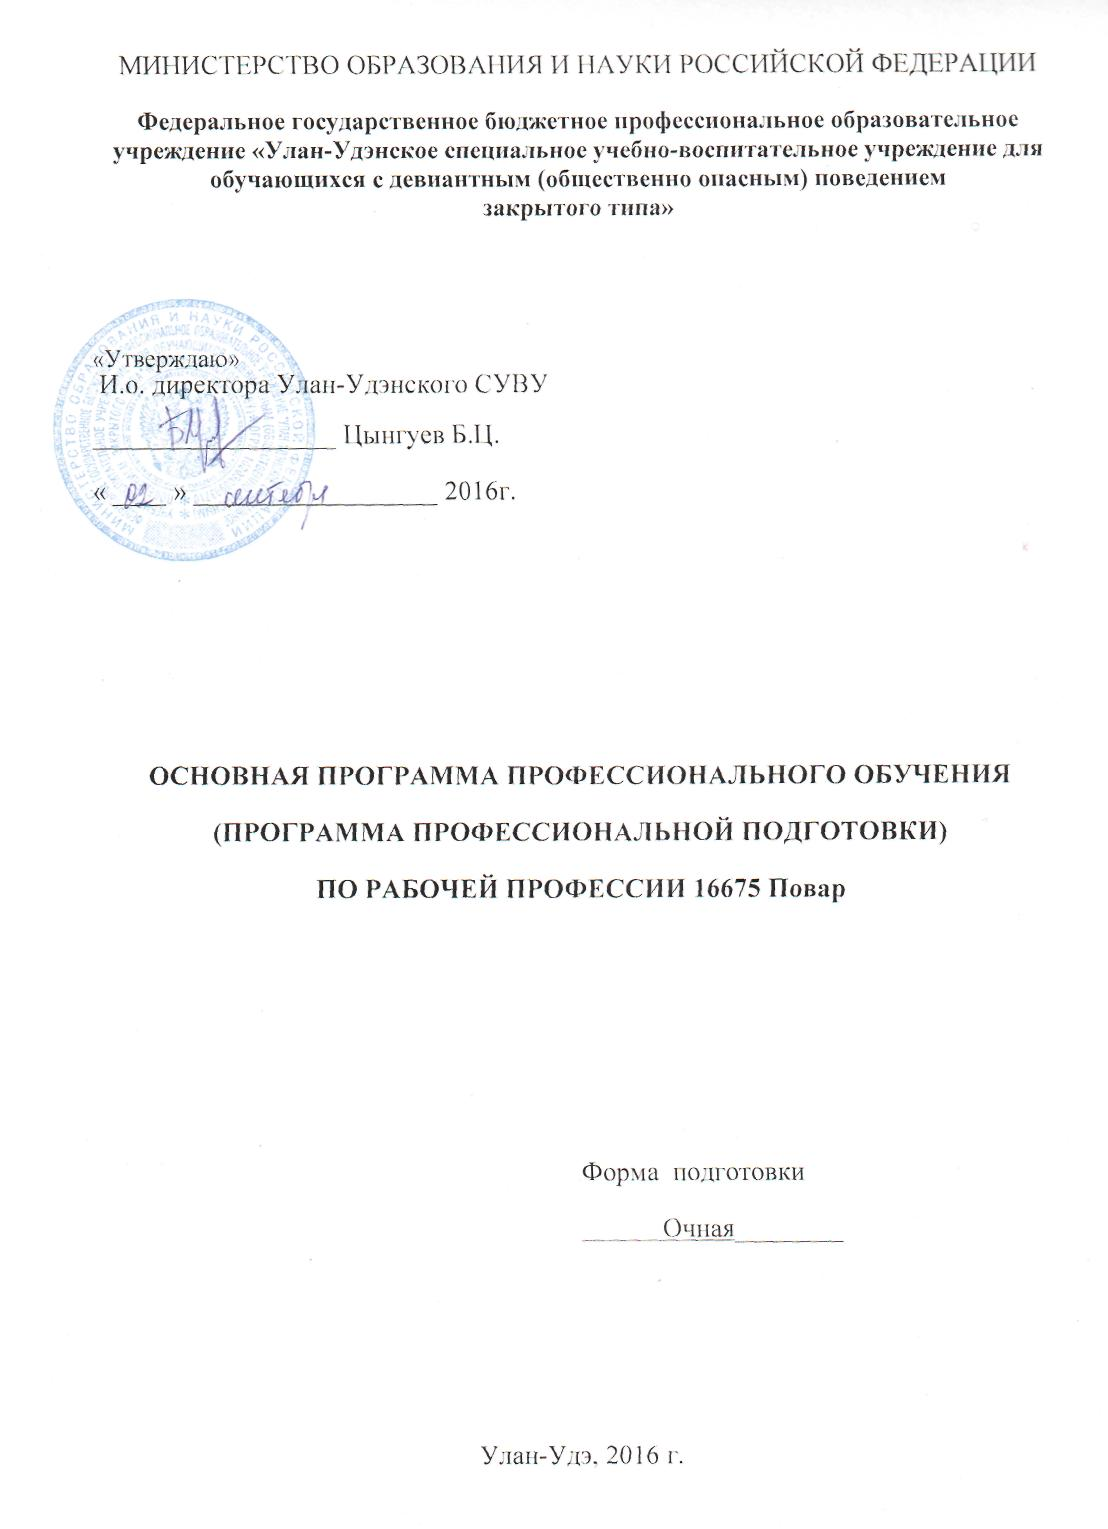 МИНИСТЕРСТВО ОБРАЗОВАНИЯ И НАУКИ РОССИЙСКОЙ ФЕДЕРАЦИИ
Федеральное государственное бюджетное профессиональное образовательное
учреждение «Улан-Удэнское специальное учебно-воспитательное учреждение для
обучающихся с девиантным (общественно опасным) поведением
закрытого типа»
«Утверждаю»
И.о. директора Улан-Удэнского СУВУ
Цынгуев Б.Ц.
« 02 » сентября 2016г.
ОСНОВНАЯ ПРОГРАММА ПРОФЕССИОНАЛЬНОГО ОБУЧЕНИЯ
(ПРОГРАММА ПРОФЕССИОНАЛЬНОЙ ПОДГОТОВКИ)
ПО РАБОЧЕЙ ПРОФЕССИИ 16675 Повар
Форма подготовки
Очная
Улан-Удэ, 2016 г.